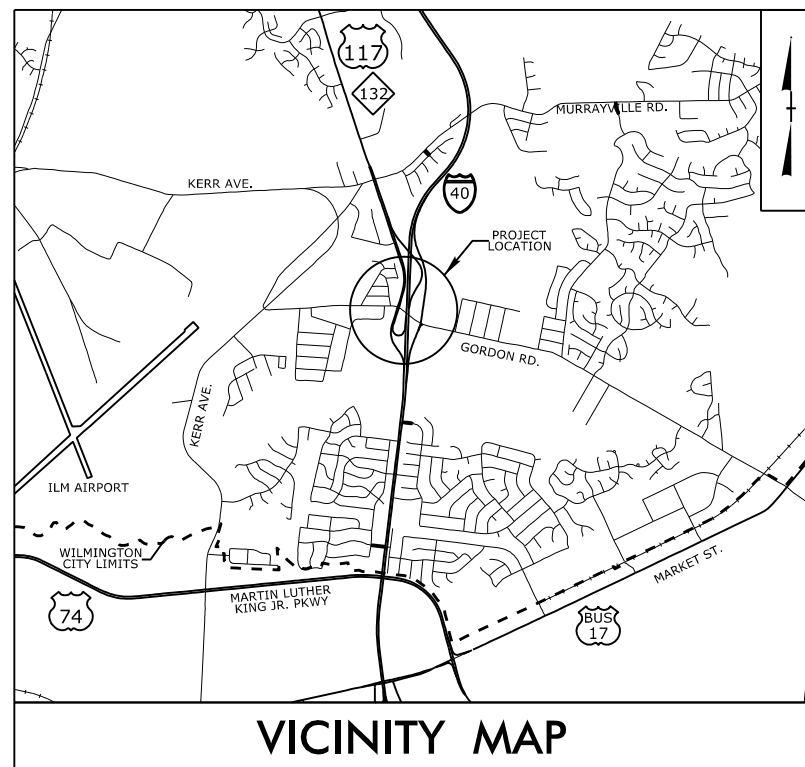 117
132
MURRAYVILLE RD.
KERR AVE.
40
PROJECT
LOCATION
GORDON RD.
KERR AVE.
ILM AIRPORT
WILMINGTON
CITY LIMITS
MARTIN LUTHER
KING JR. PKWY
MARKET ST.
74
BUS
17
VICINITY MAP